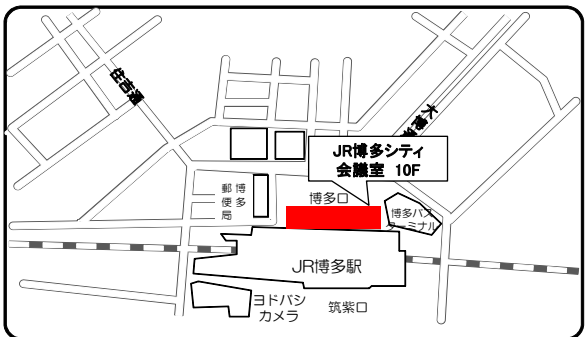 住吉通
大博通
JR博多シティ
会議室 10F
郵便局
博多
博多口
博多バス
ターミナル
JR博多駅
ヨドバシ
カメラ
筑紫口